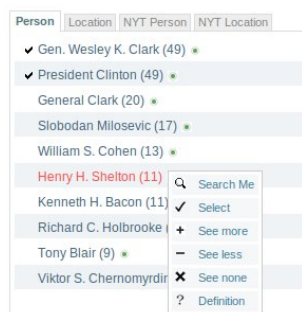 Person Location NYT Person NYT Location
Gen. Wesley K. Clark (49)
President Clinton (49)
General Clark (20)
Slobodan Milosevic (17)
William S. Cohen (13)
Henry H. Shelton (11)
Search Me
Kenneth H. Bacon (11)
Select
Richard C. Holbrooke (
See more
Tony Blair (9)
See less
Viktor S. Chernomyrdin
See none
? Definition